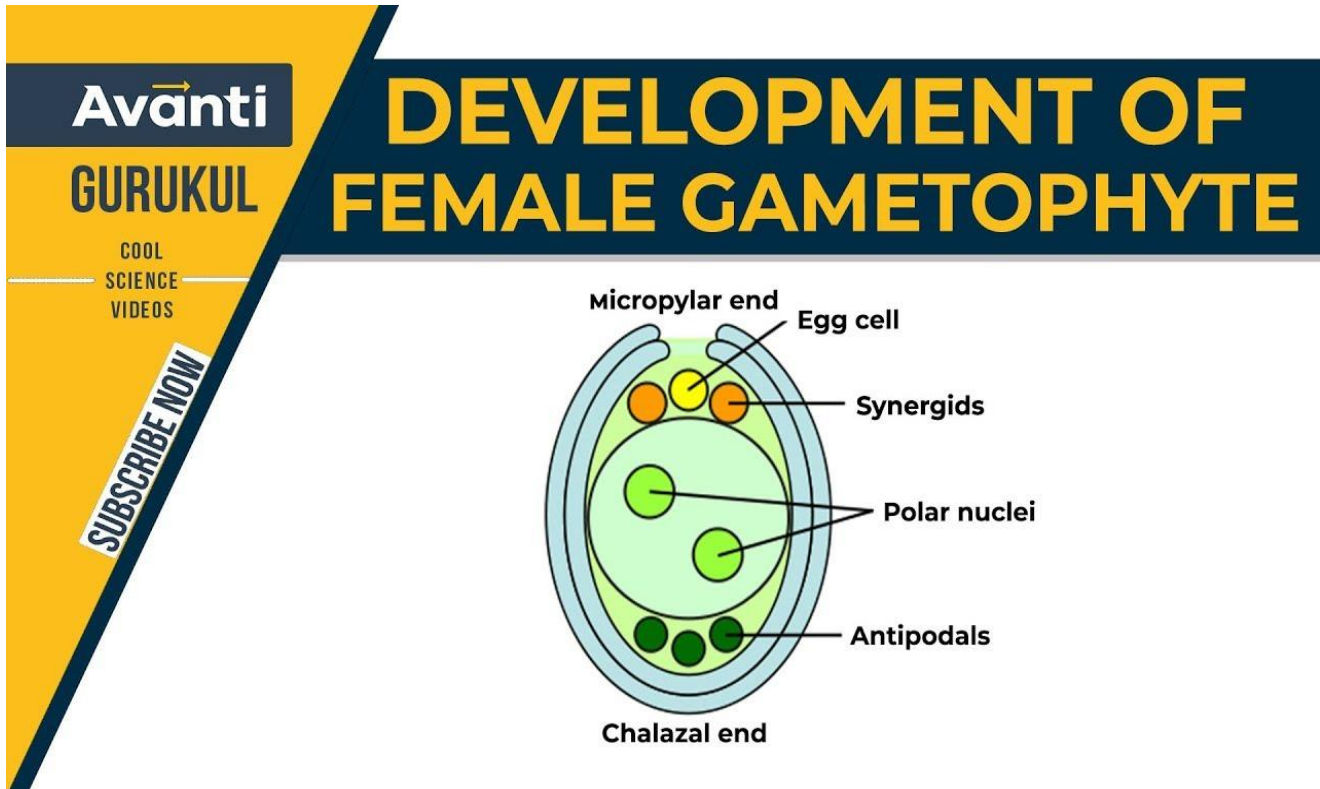 Avanti
GURUKUL
COOL
SCIENCE
VIDEOS
SUBSCRIBE NOW
DEVELOPMENT OF
FEMALE GAMETOPHYTE
Micropylar end
Egg cell
Synergids
Polar nuclei
Antipodals
Chalazal end